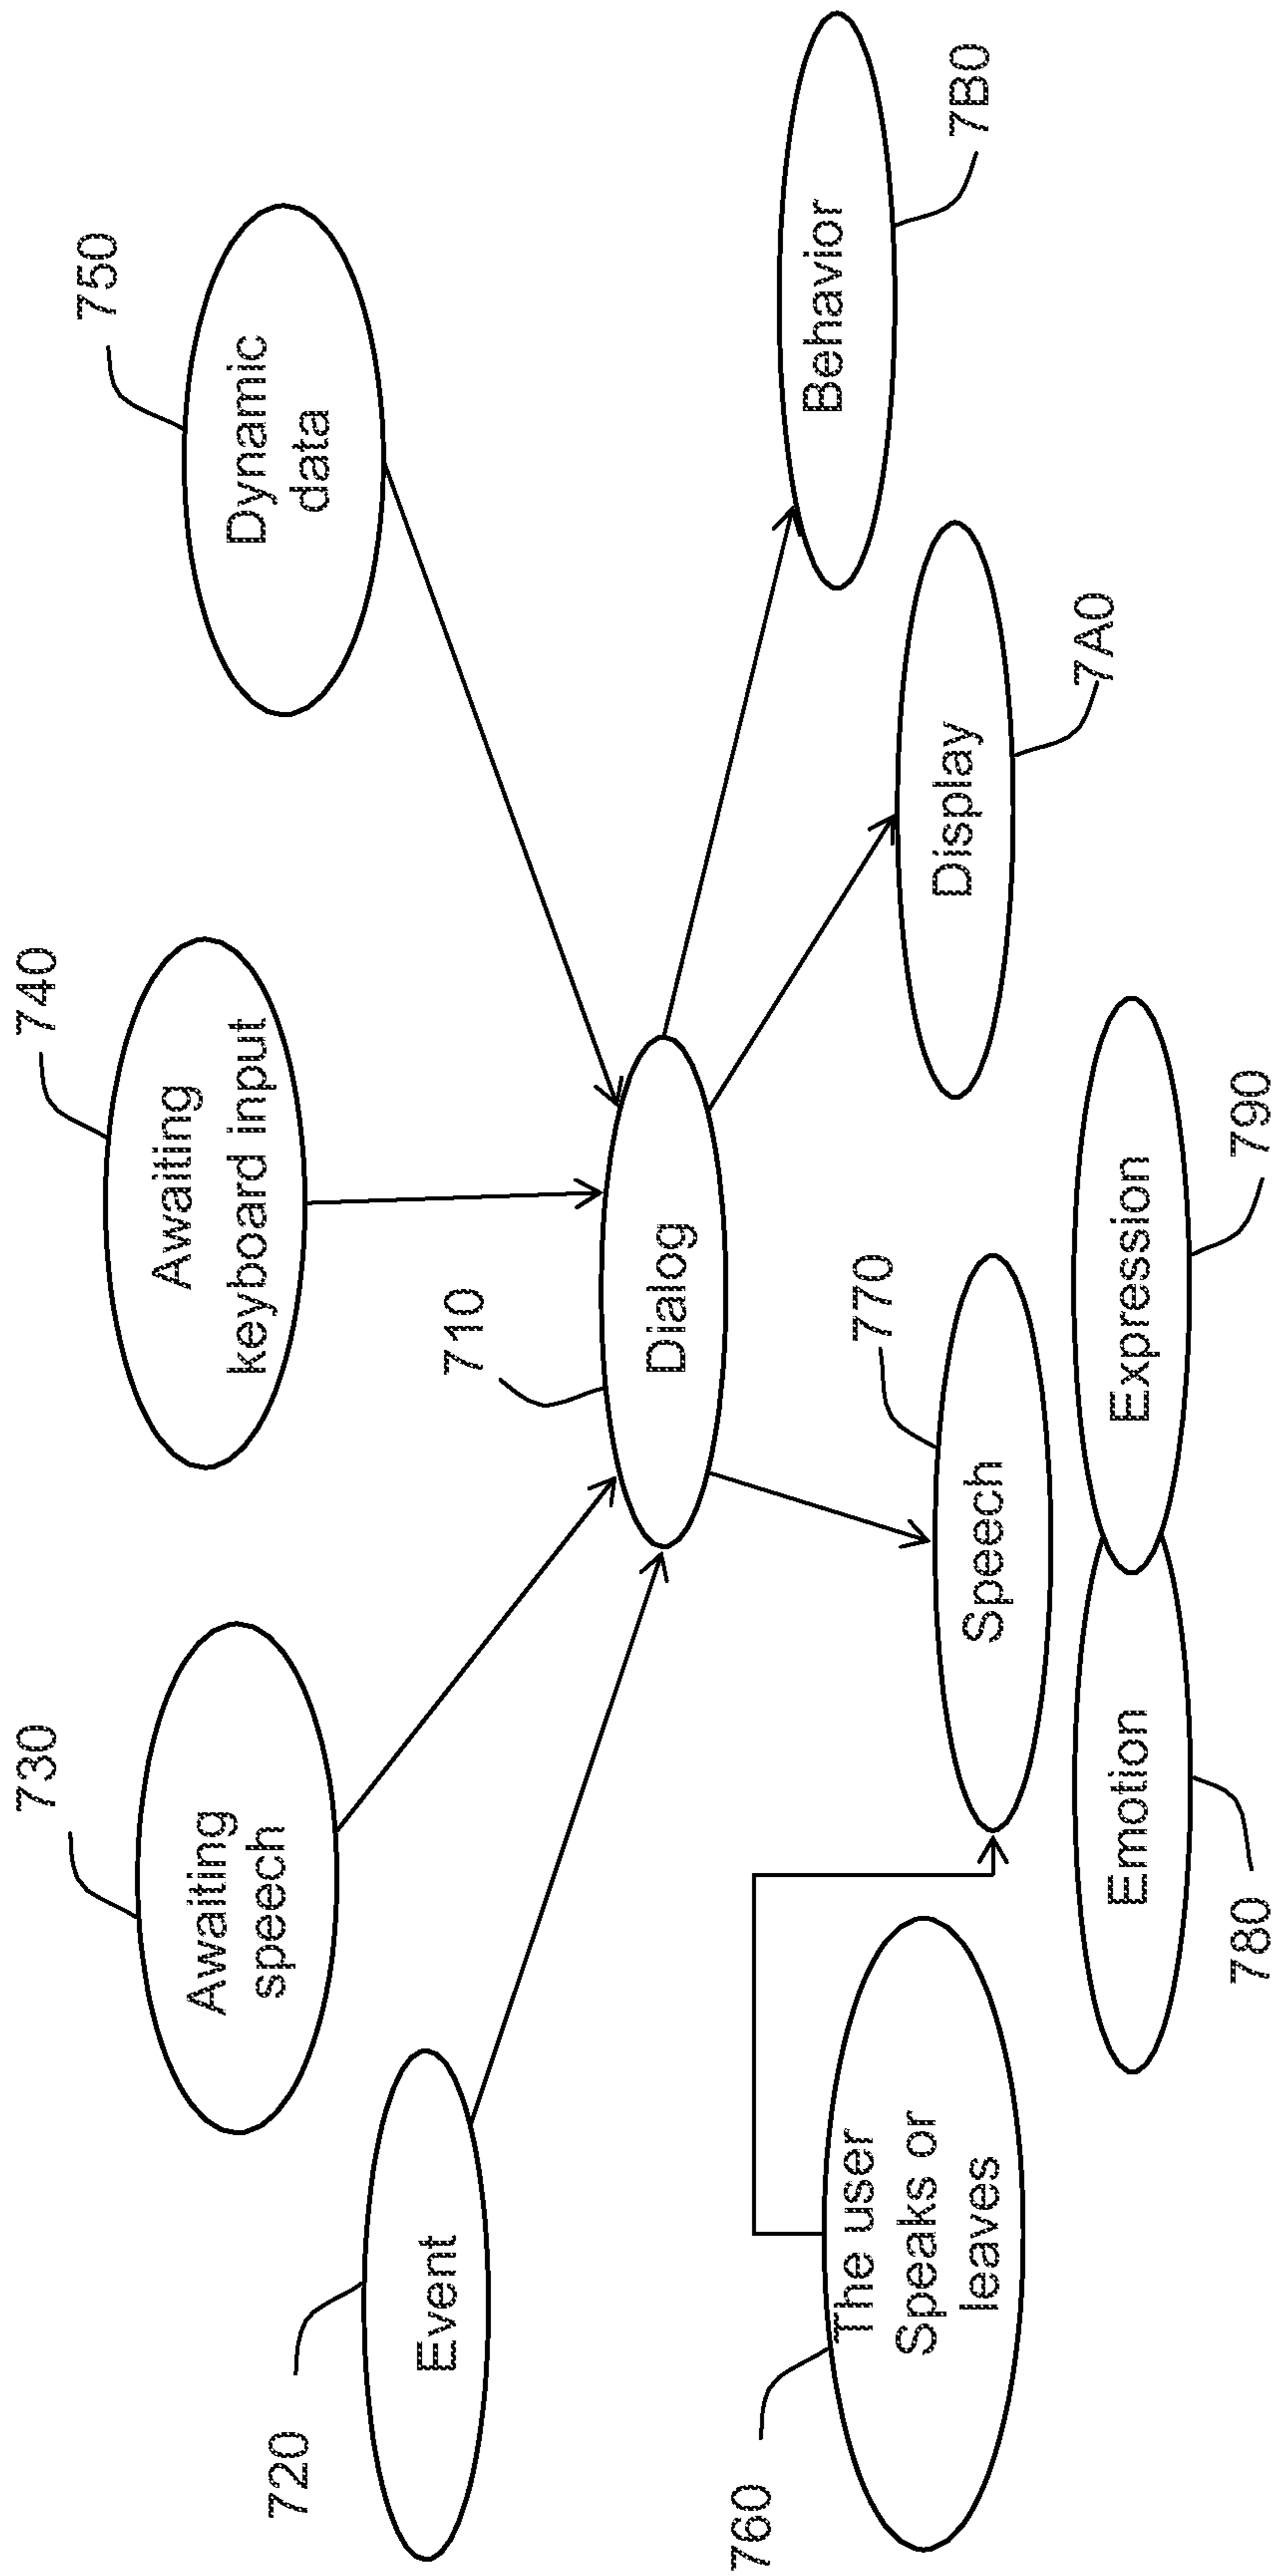 730
740
750
Awaiting
speech
Awaiting
keyboard input
Dynamic
data
720
Event
710
Dialog
760
The user
Speaks or
leaves
770
Speech
Display
7A0
Behavior
7B0
Emotion
Expression
780
790